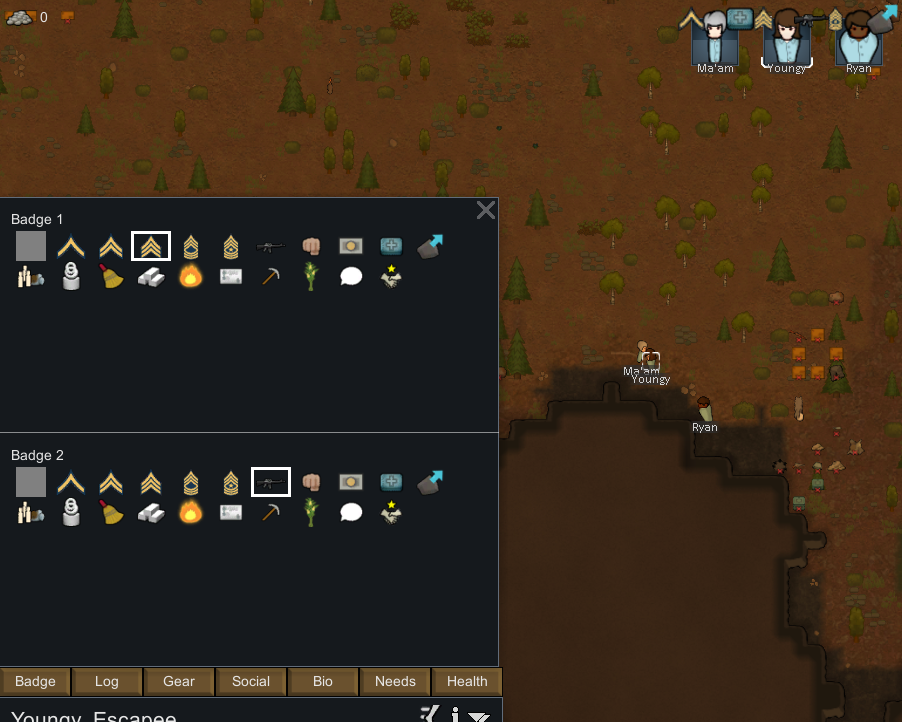 0
Ma'am
Youngy
Ryan
Badge 1
Ma'am
Youngy
Ryan
Badge 2
Badge
Log
Gear
Social
Bio
Needs
Health
Youngy, Escapee